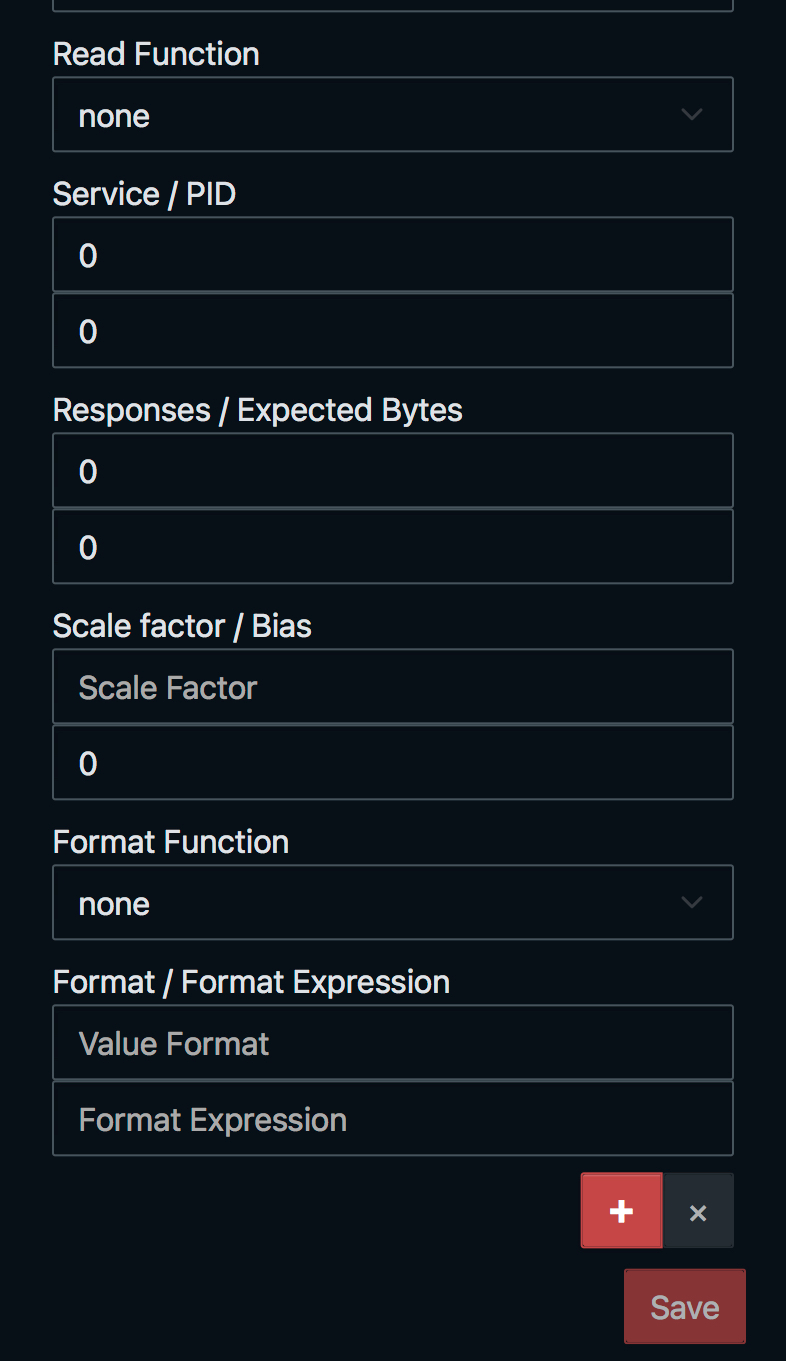 Read Function
none
Service / PID
0
0
Responses / Expected Bytes
0
0
Scale factor / Bias
Scale Factor
0
Format Function
none
Format / Format Expression
Value Format
Format Expression
+ ×
Save